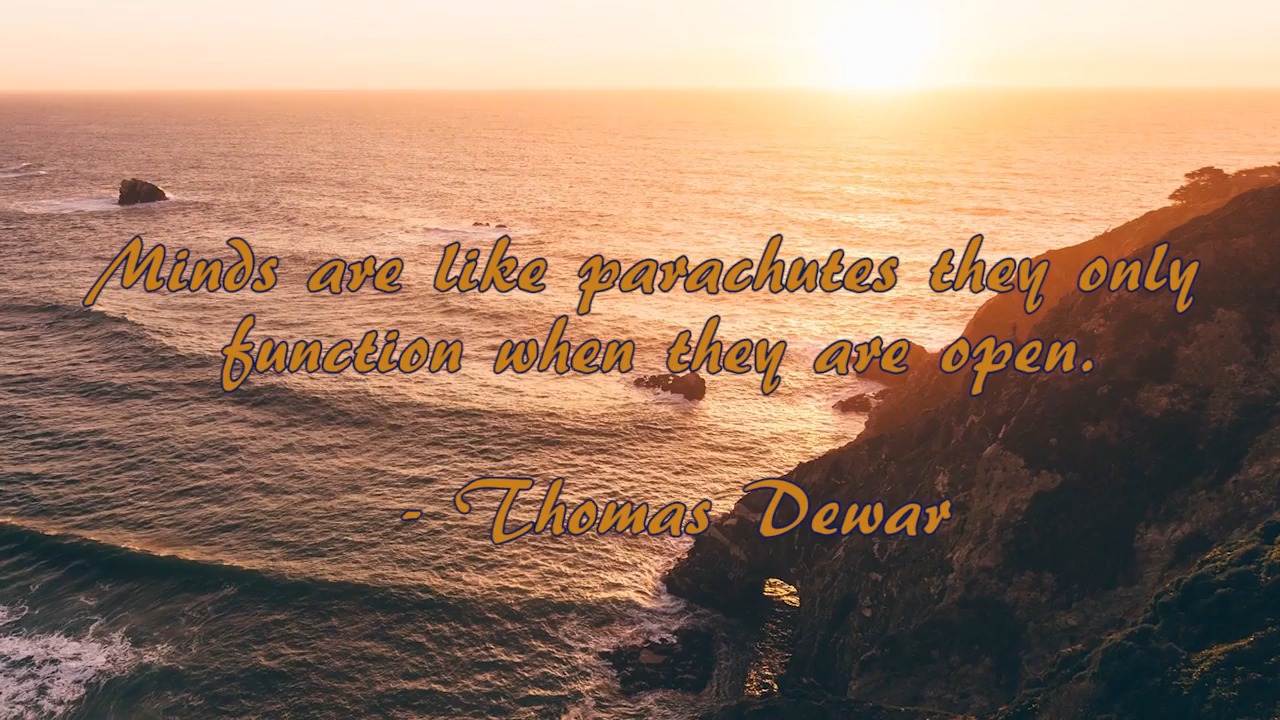 Minds are like parachutes they only
function when they are open.
- Thomas Dewar